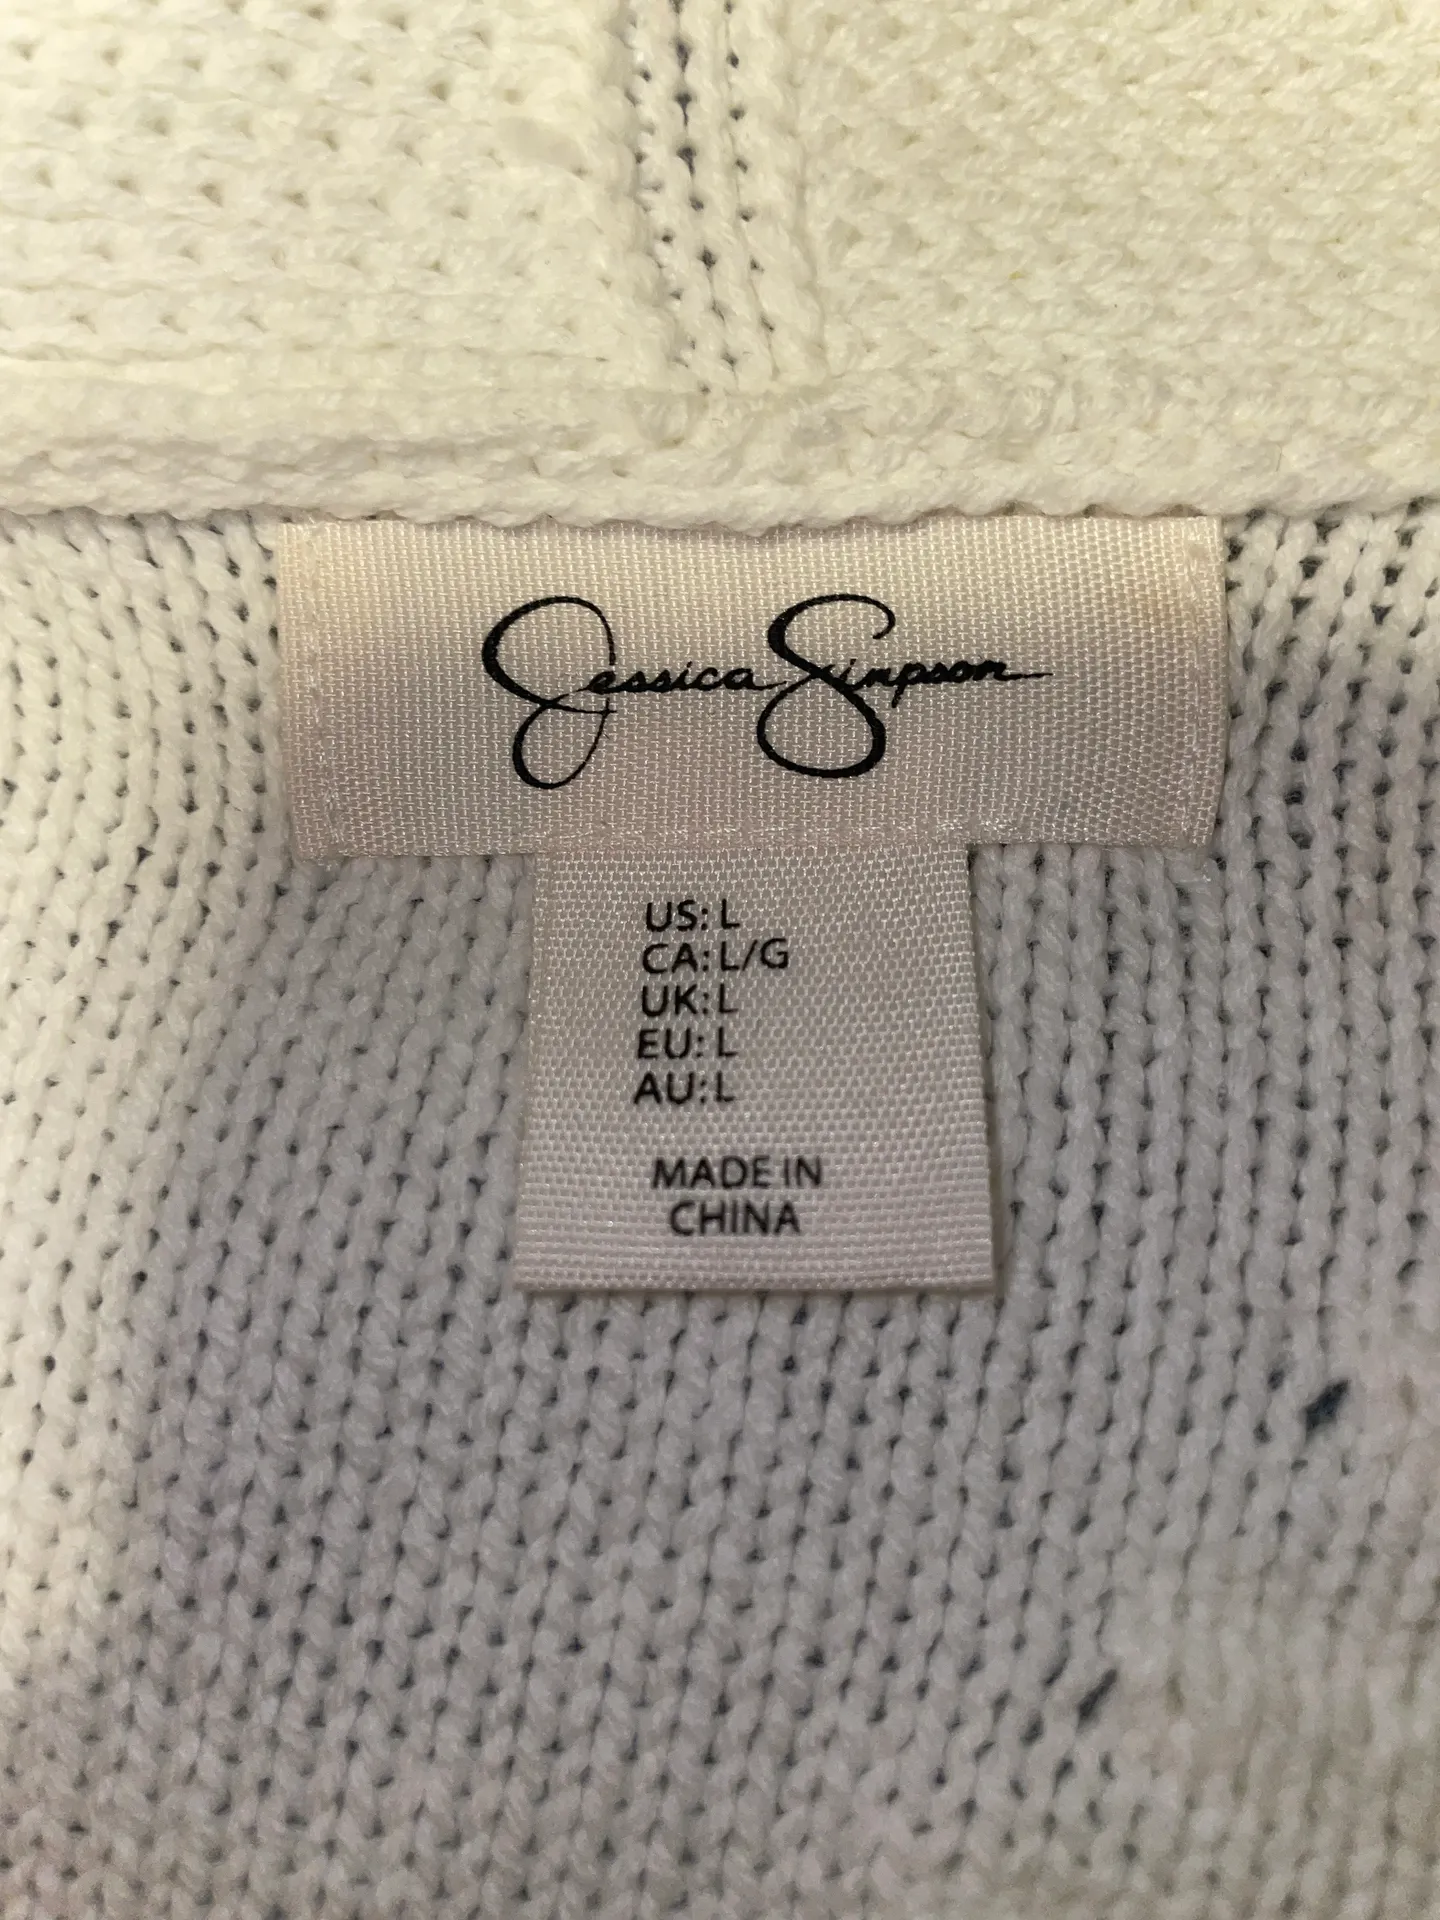 Jessica Simpson
US: L
CA: L/G
UK: L
EU: L
AU: L
MADE IN
CHINA